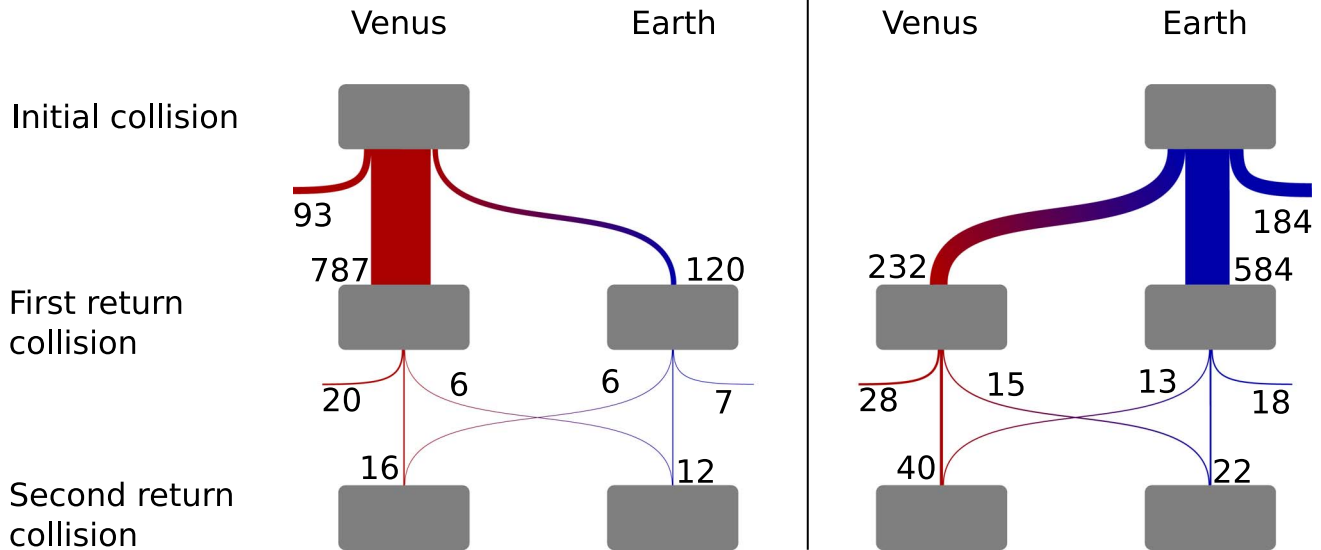 Venus Earth Venus Earth
Initial collision
93 184
787 120 232 584
First return
collision
20 6 6 7 28 15 13 18
16 12 40 22
Second return
collision